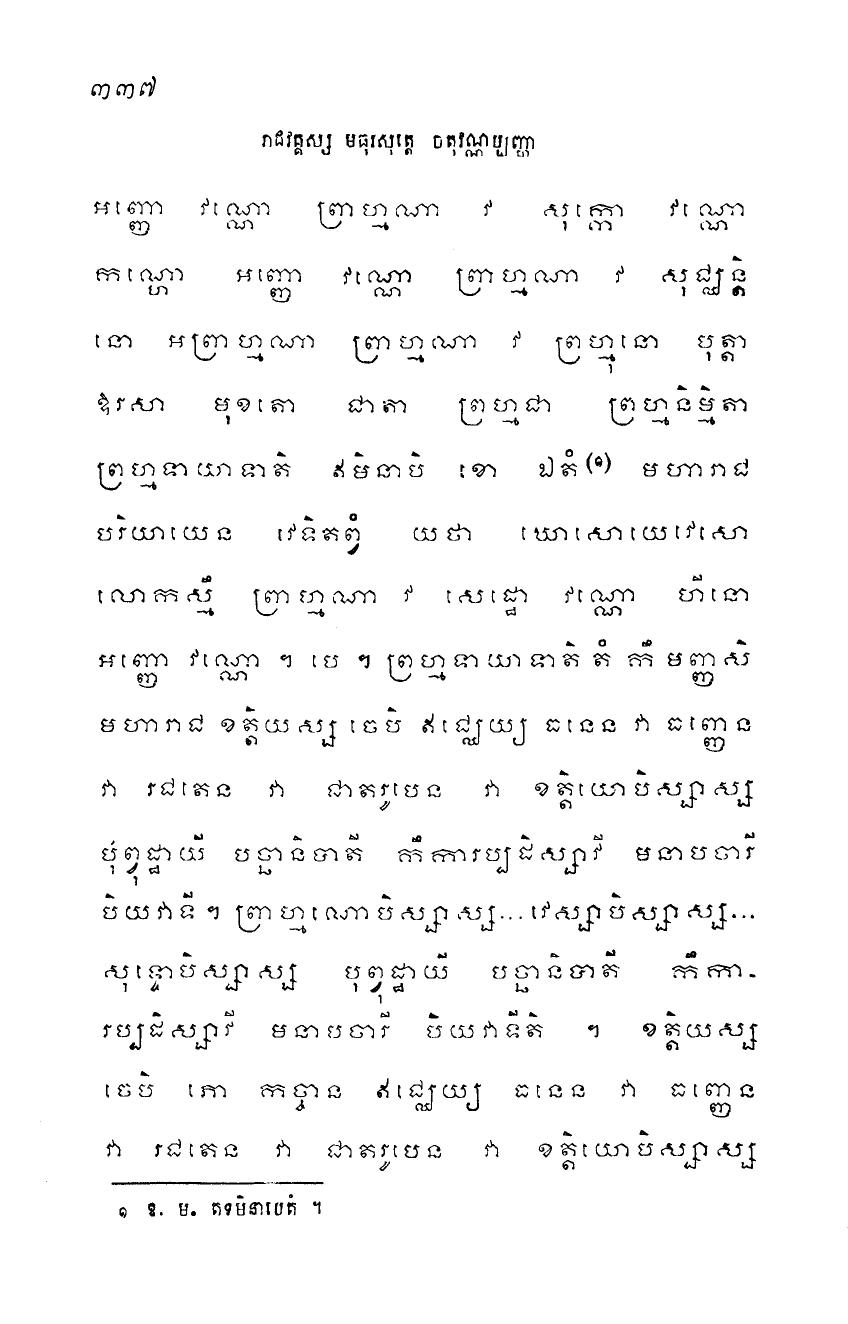 ៣៣៧
រាជវគ្គស្ស មធុរសុត្តេ ចតុវណ្ណប្បញ្ហា
អញ្ញោ វណ្ណោ ព្រាហ្មណា វ សុក្កោ វណ្ណោ
កណ្ហោ អញ្ញោ វណ្ណោ ព្រាហ្មណា វ សុជ្ឈន្តិ
នោ អព្រាហ្មណា ព្រាហ្មណា វ ព្រហ្មុនោ បុត្តា
ឱរសា មុខតោ ជាតា ព្រហ្មជា ព្រហ្មនិម្មិតា
ព្រហ្មទាយាទាតិ ឥមិនាបិ ខោ ឯតំ(១) មហារាជ
បរិយាយេន វេទិតព្វំ យថា ឃោសោយេវេសោ
លោកស្មឹ ព្រាហ្មណា វ សេដ្ឋោ វណ្ណោ ហីនោ
អញ្ញោ វណ្ណោ ។ បេ ។ ព្រហ្មទាយាទាតិ តំ កឹ មញ្ញសិ
មហារាជ ខត្តិយស្ស ចេបិ ឥជ្ឈេយ្យ ធនេន វា ធញ្ញេន
វា រជតេន វា ជាតរូបេន វា ខត្តិយោបិស្សាស្ស
បុំព្វុដ្ឋាយី បច្ឆានិបាតី កឹការប្បដិស្សាវី មនាបចារី
បិយវាទី។ ព្រាហ្មណោបិស្សាស្ស... វេស្សោបិស្សាស្ស...
សុទ្ទោបិស្សាស្ស បុព្វុដ្ឋាយី បច្ឆានិបាតី កឹកា-
រប្បដិស្សាវី មនាបចារី បិយវាទីតិ ។ ខត្តិយស្ស
ចេបិ ភោ កច្ចាន ឥជ្ឈេយ្យ ធនេន វា ធញ្ញេន
វា រជតេន វា ជាតរូបេន វា ខត្តិយោបិស្សាស្ស
១ ឱ. ម. តទមិនាបេតំ ។